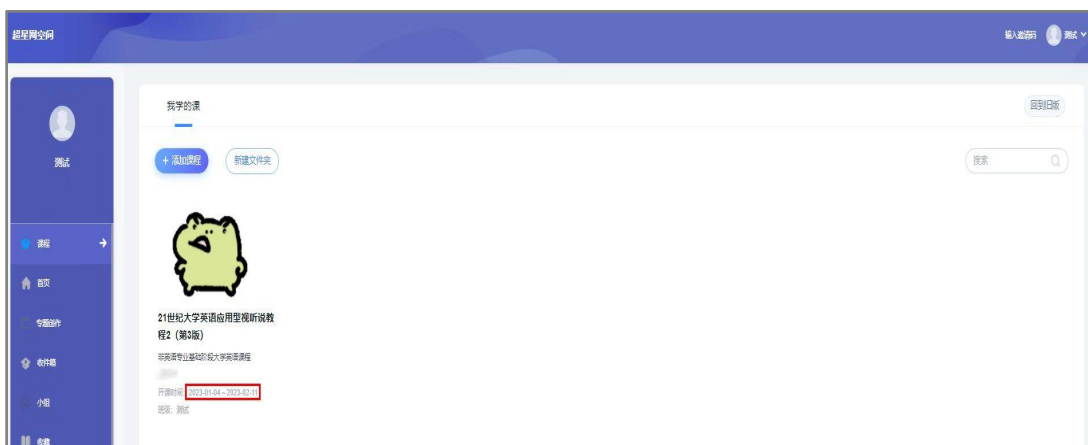 超星网空间
输入邀请码
测试
测试
我学的课
回到旧版
+ 添加课程
新建文件夹
搜索
课程
首页
专题创作
收件箱
小组
收藏
21世纪大学英语应用型视听说教
程2（第3版）
非英语专业基础阶段大学英语课程
开课时间：2023-01-04～2023-02-11
班级：测试